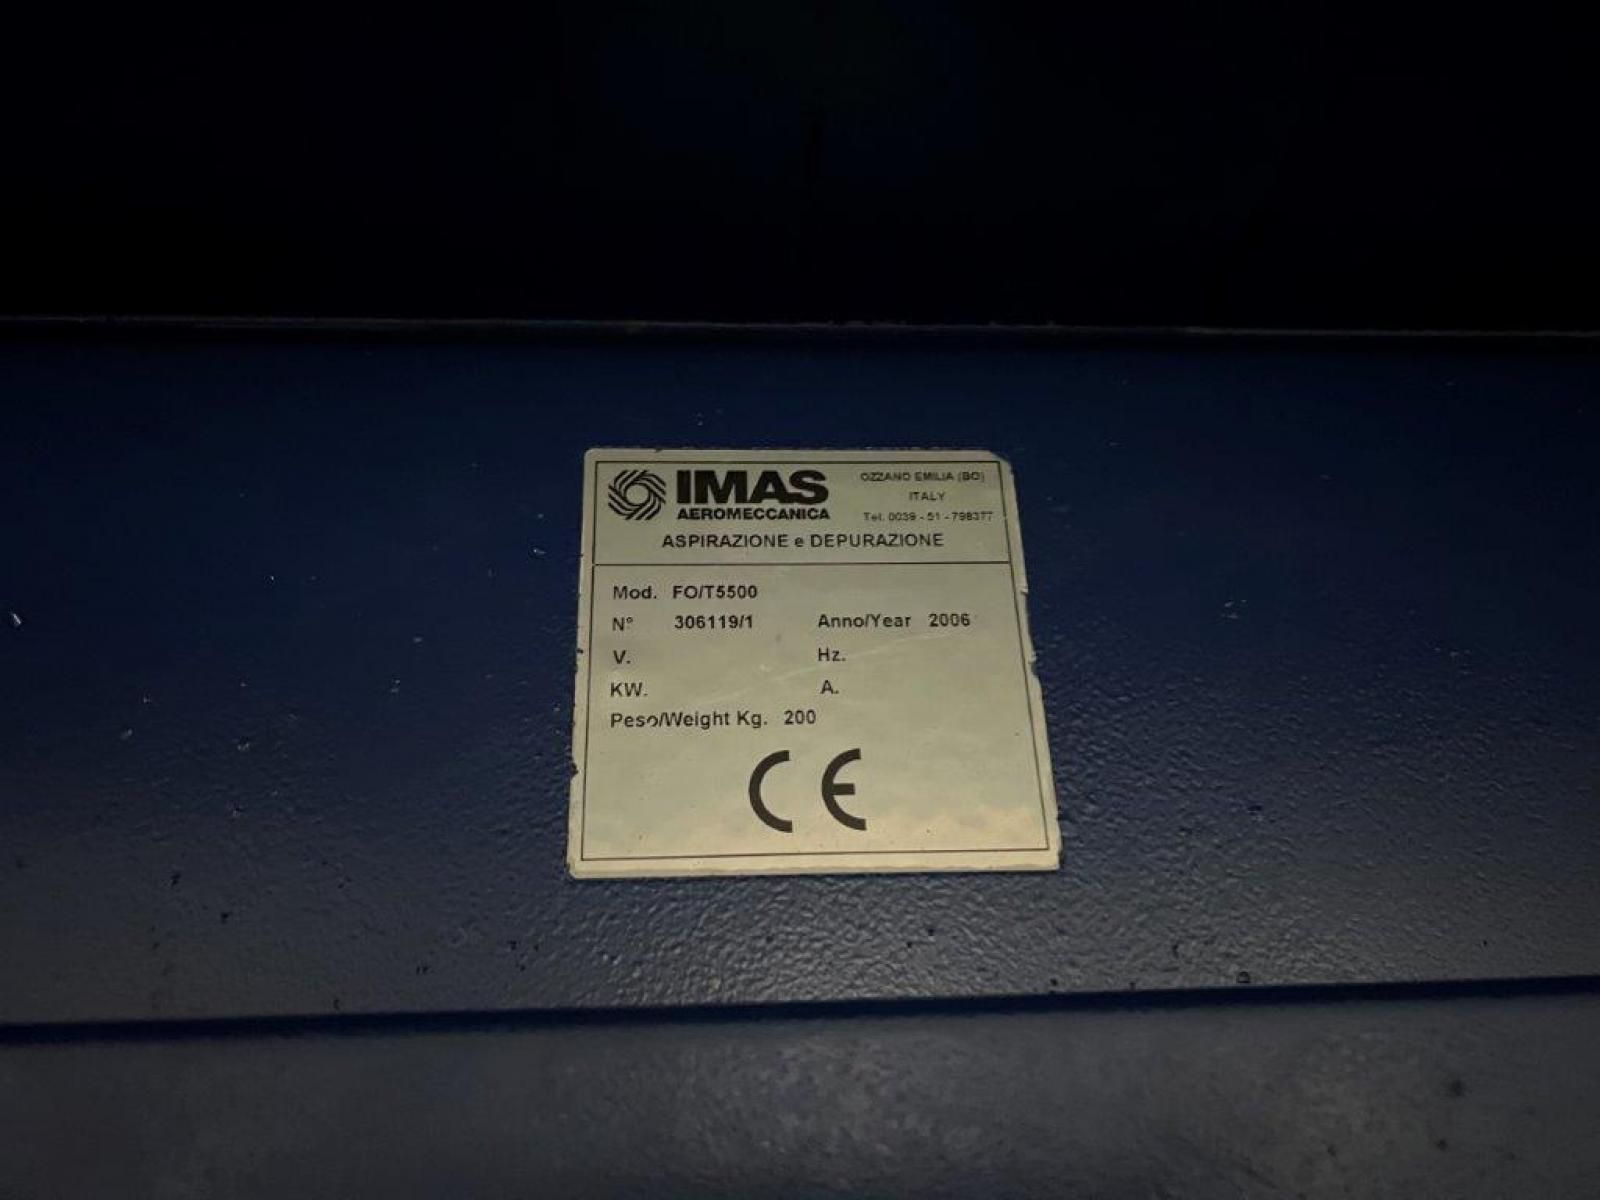 IMAS
AEROMECCANICA
OZZANO EMILIA (BO)
ITALY
Tel. 0039 - 51 - 798377
ASPIRAZIONE e DEPURAZIONE
Mod. FO/T5500
N° 306119/1 Anno/Year 2006
V. Hz.
KW. A.
Peso/Weight Kg. 200
CE